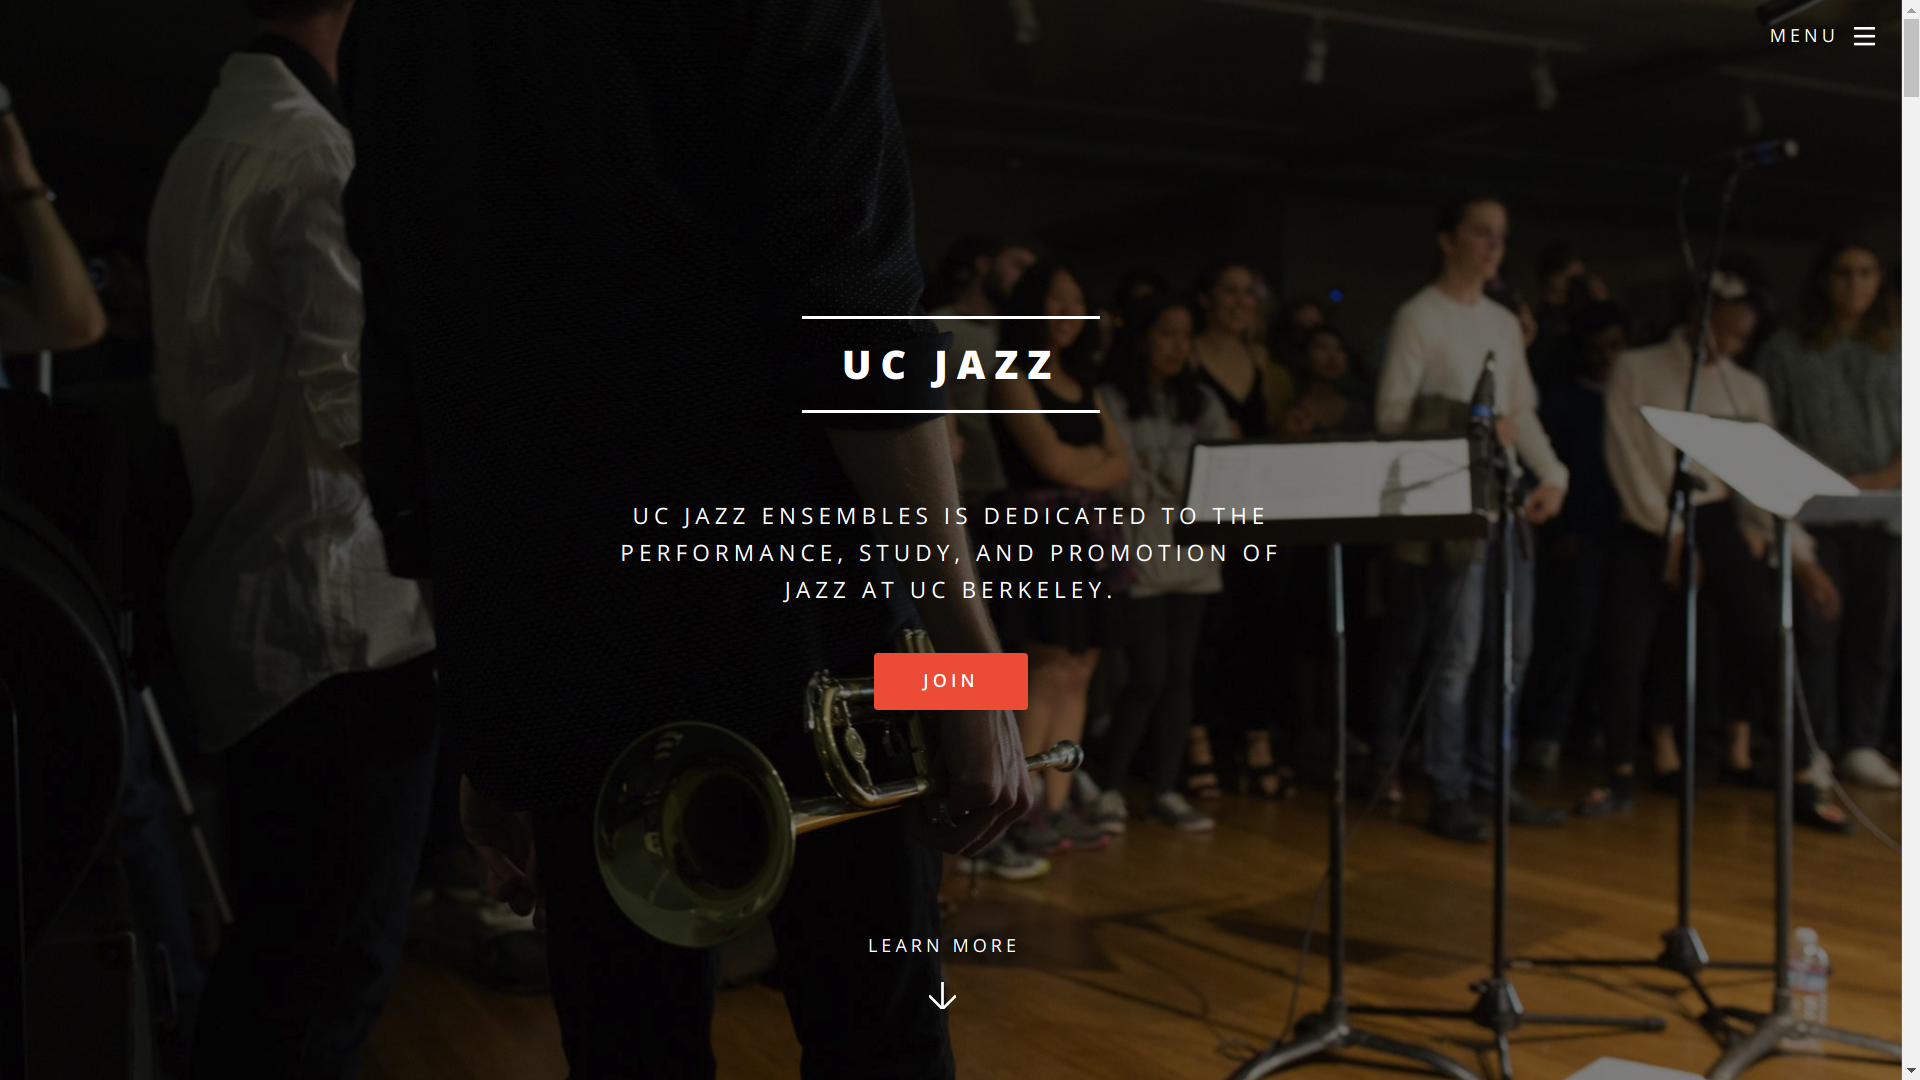 MENU
UC JAZZ
UC JAZZ ENSEMBLES IS DEDICATED TO THE
PERFORMANCE, STUDY, AND PROMOTION OF
JAZZ AT UC BERKELEY.
JOIN
LEARN MORE